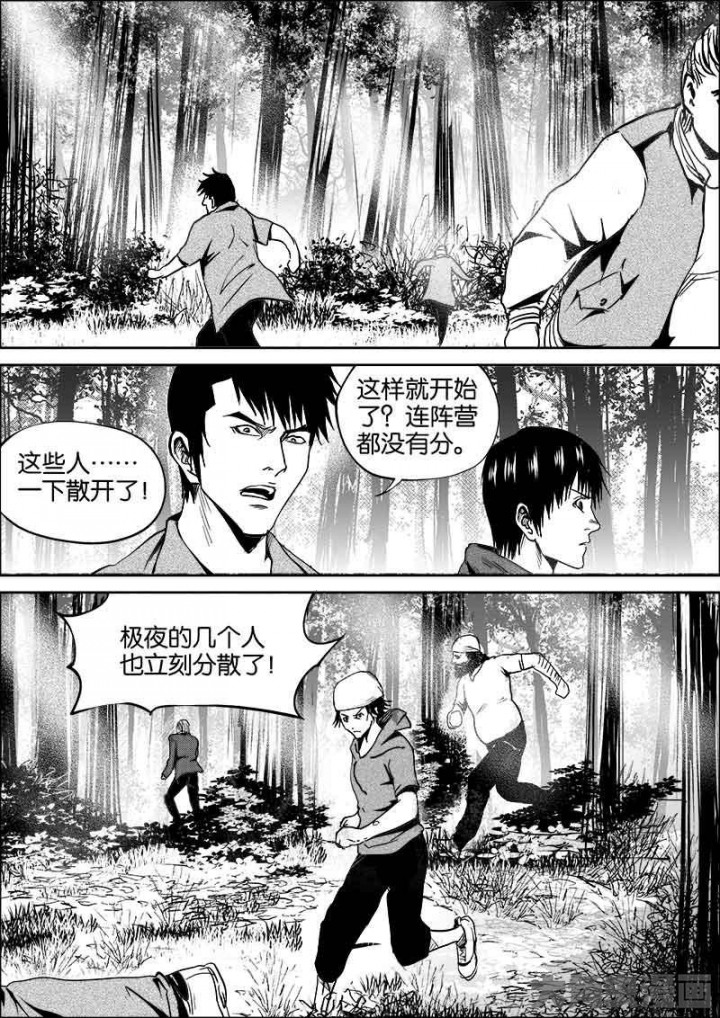 这些人……
一下散开了！
这样就开始
了？连阵营
都没有分。
极夜的几个人
也立刻分散了！